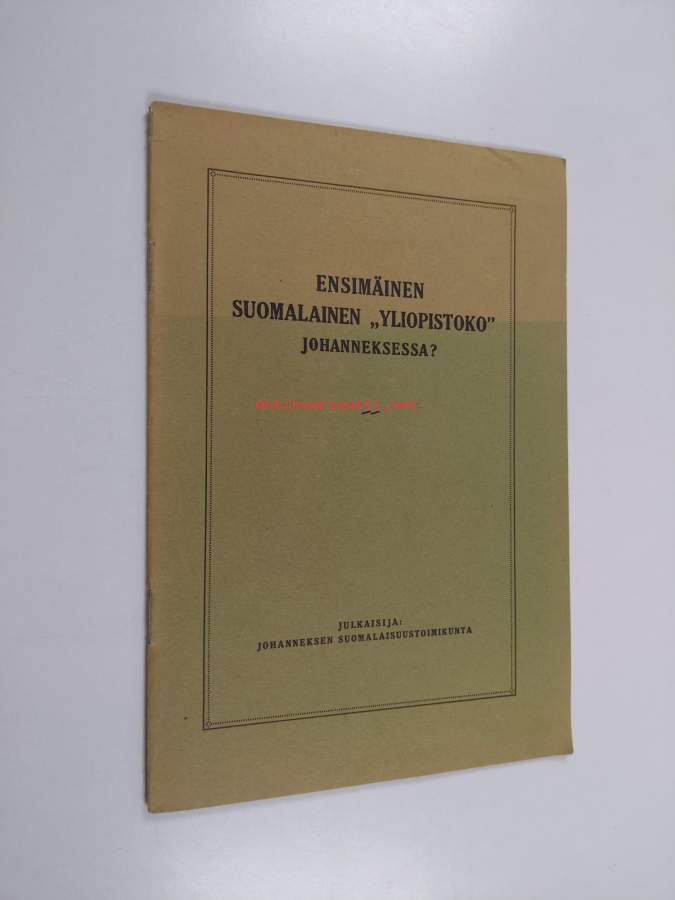 ENSIMÄINEN
SUOMALAINEN „YLIOPISTOKO”
JOHANNEKSESSA?
JULKAISIJA:
JOHANNEKSEN SUOMALAISUUSTOIMIKUNTA